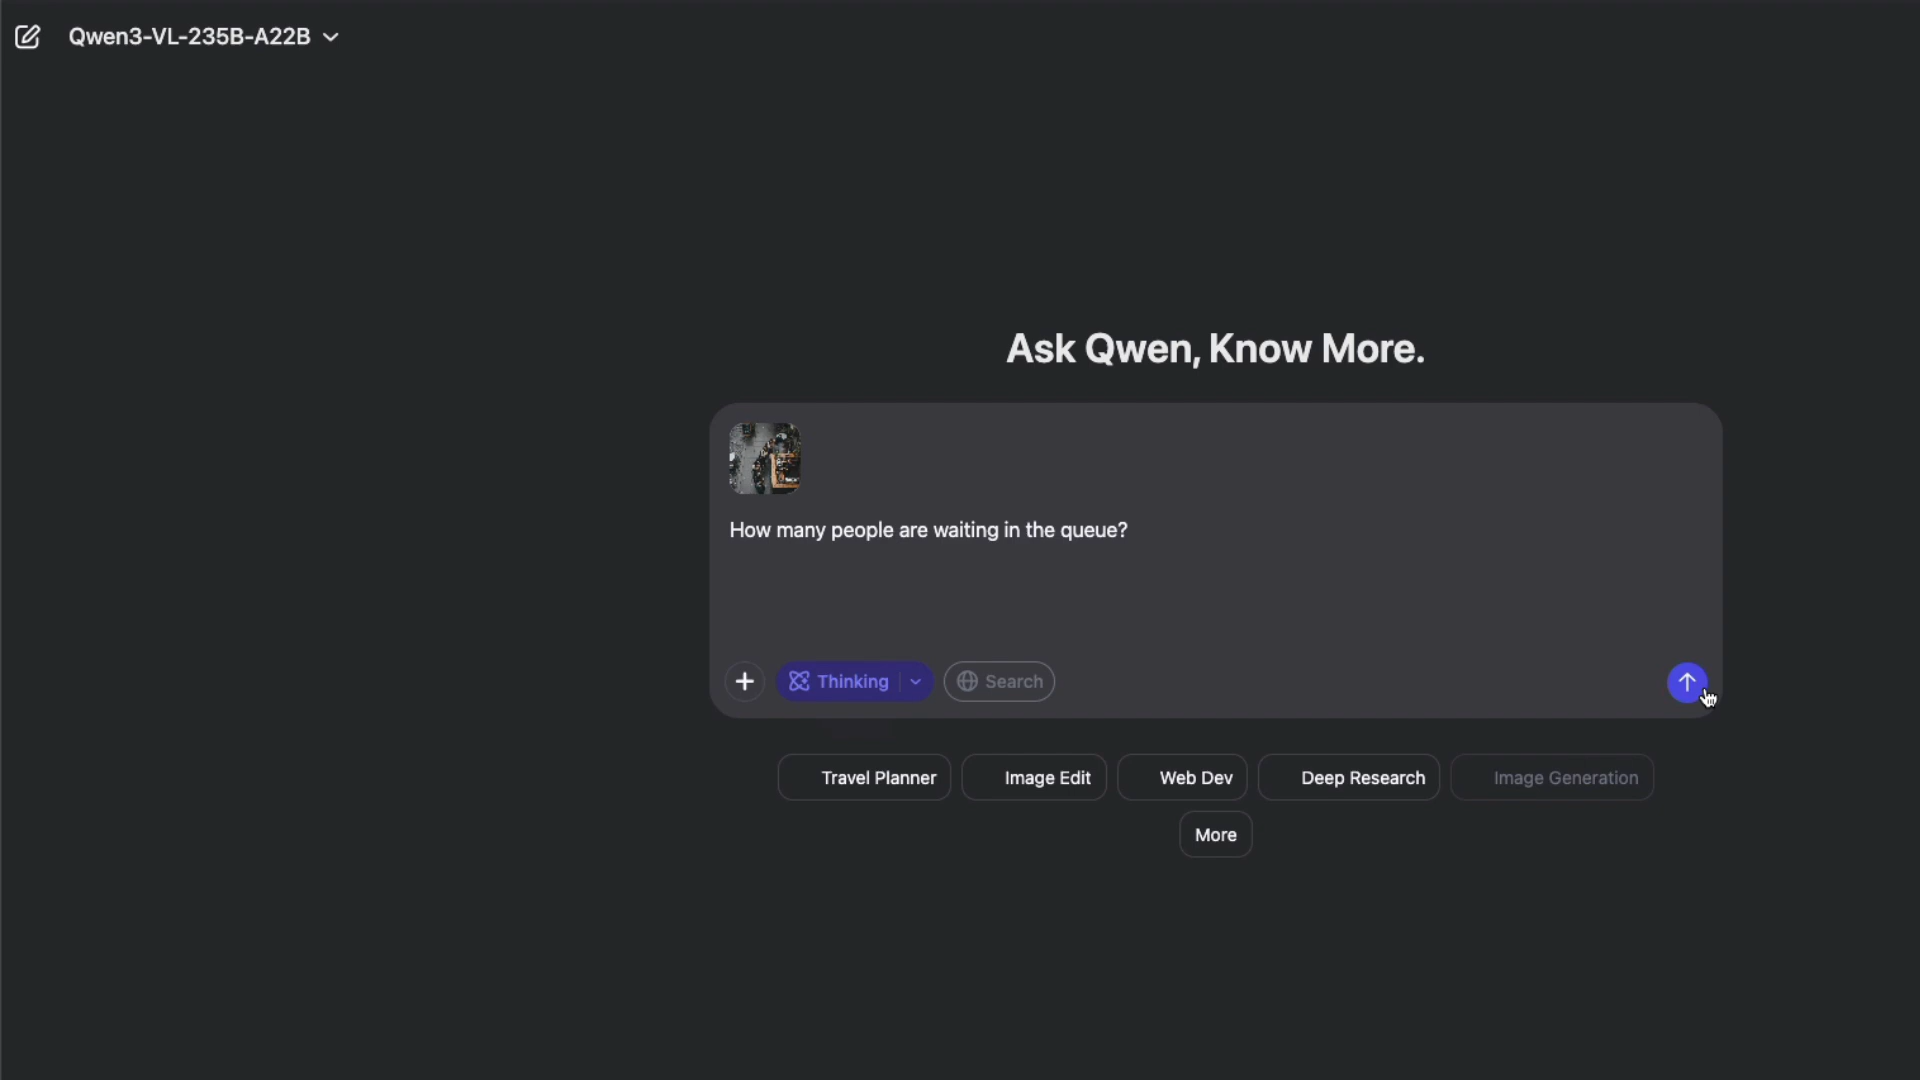 Qwen3-VL-235B-A22B
Ask Qwen, Know More.
How many people are waiting in the queue?
Thinking
Search
Travel Planner
Image Edit
Web Dev
Deep Research
Image Generation
More